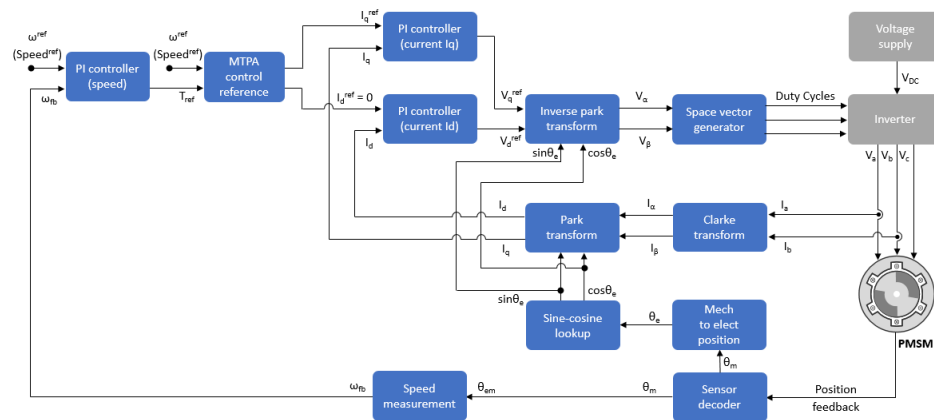 ω^ref
(Speed^ref)
ω_fb
PI controller
(speed)
T_ref
ω^ref
(Speed^ref)
MTPA
control
reference
I_q^ref
I_q
PI controller
(current Iq)
I_d^ref = 0
I_d
PI controller
(current Id)
V_q^ref
V_d^ref
Inverse park
transform
sinθ_e
cosθ_e
V_α
V_β
Space vector
generator
Duty Cycles
Voltage
supply
V_DC
Inverter
V_a V_b V_c
I_d
I_q
Park
transform
I_α
I_β
Clarke
transform
I_a
I_b
sinθ_e
cosθ_e
Sine-cosine
lookup
θ_e
Mech
to elect
position
θ_m
PMSM
ω_fb
Speed
measurement
θ_em
θ_m
Sensor
decoder
Position
feedback